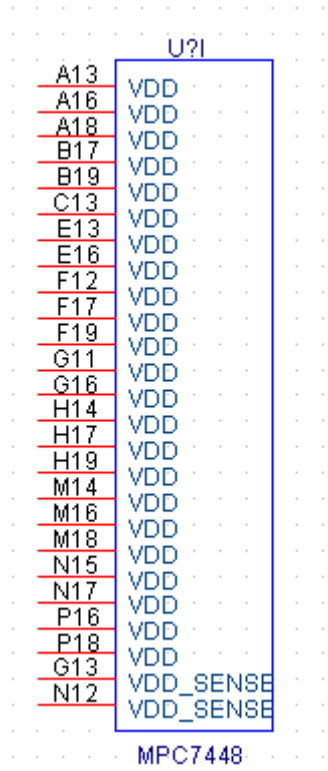 U?I
A13 VDD
A16 VDD
A18 VDD
B17 VDD
B19 VDD
C13 VDD
E13 VDD
E16 VDD
F12 VDD
F17 VDD
F19 VDD
G11 VDD
G16 VDD
H14 VDD
H17 VDD
H19 VDD
M14 VDD
M16 VDD
M18 VDD
N15 VDD
N17 VDD
P16 VDD
P18 VDD
G13 VDD_SENSE
N12 VDD_SENSE
MPC7448